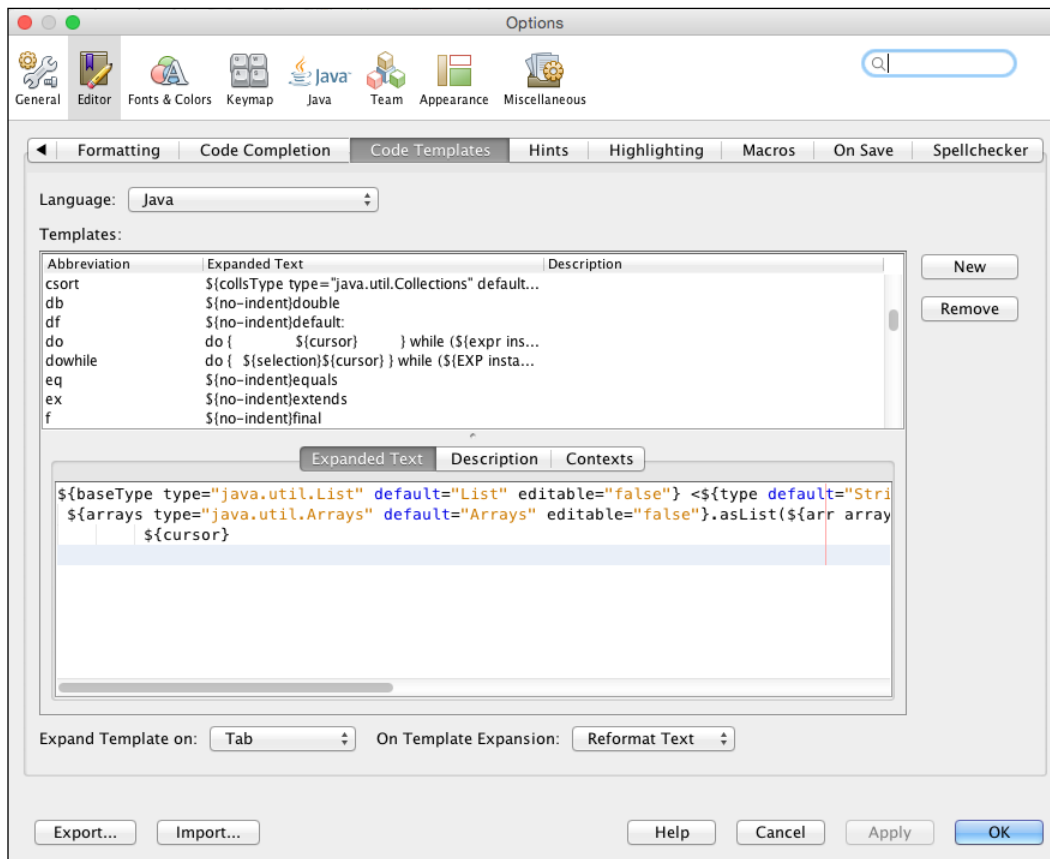 Options
General Editor Fonts & Colors Keymap Java Team Appearance Miscellaneous
Java
Formatting Code Completion Code Templates Hints Highlighting Macros On Save Spellchecker
Language: Java
Templates:
Abbreviation Expanded Text Description
csort ${collsType type="java.util.Collections" default...
db ${no-indent}double
df ${no-indent}default:
do do { ${cursor} } while (${expr ins...
dowhile do { ${selection}${cursor} } while (${EXP insta...
eq ${no-indent}equals
ex ${no-indent}extends
f ${no-indent}final
New
Remove
Expanded Text Description Contexts
${baseType type="java.util.List" default="List" editable="false"} <${type default="Stri
${arrays type="java.util.Arrays" default="Arrays" editable="false"}.asList(${arr array
${cursor}
Expand Template on: Tab On Template Expansion: Reformat Text
Export... Import... Help Cancel Apply OK